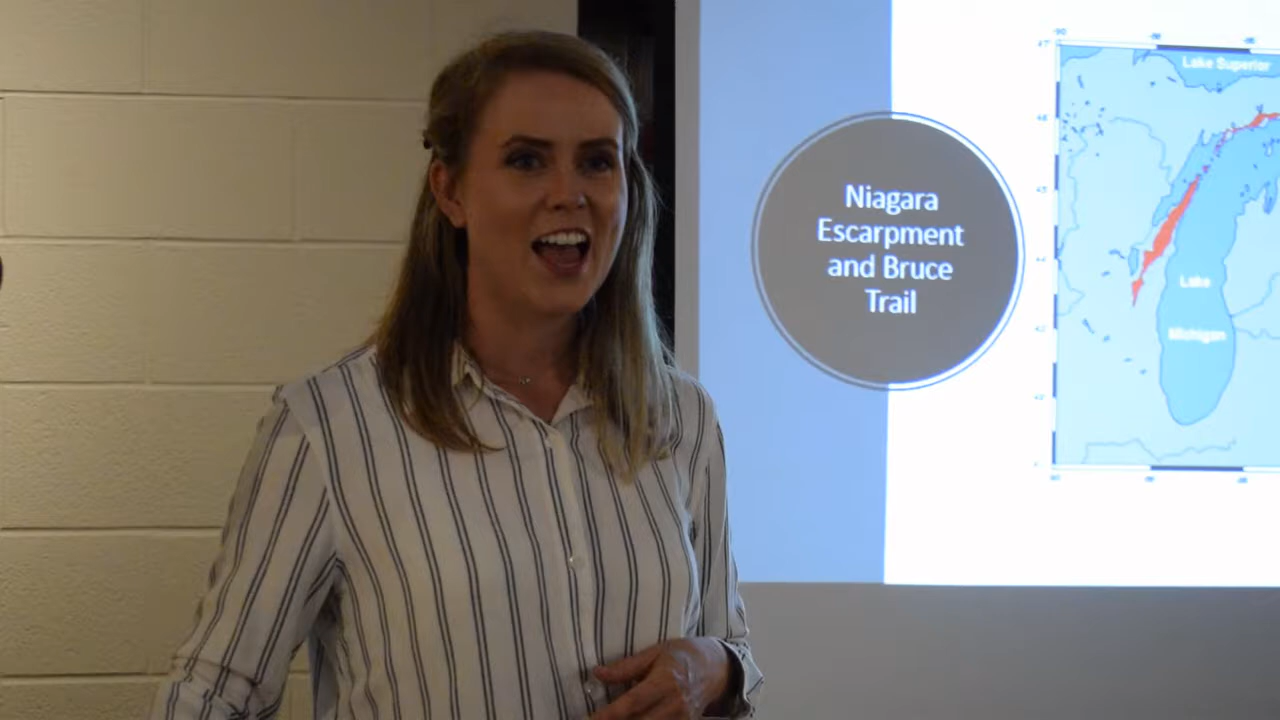 Niagara
Escarpment
and Bruce
Trail
Lake Superior
Lake
Michigan